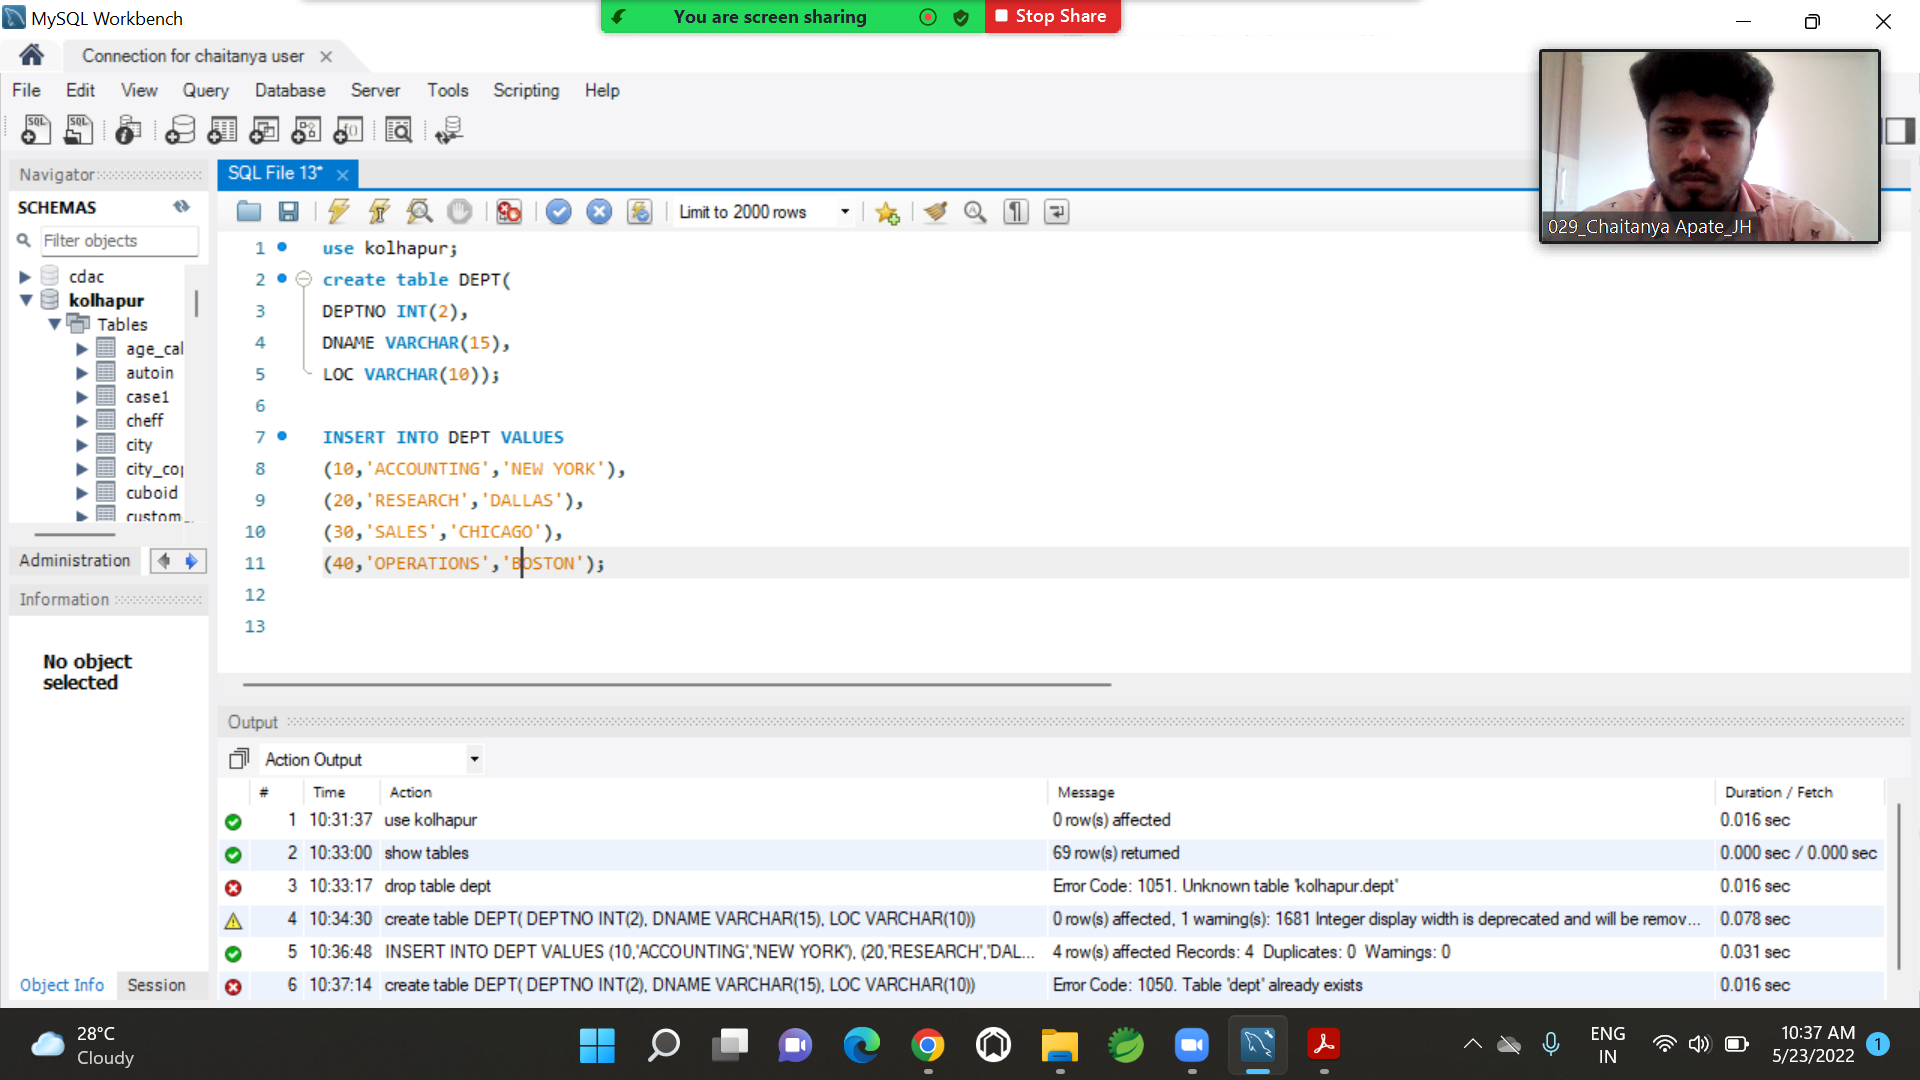 MySQL Workbench
You are screen sharing
Stop Share
Connection for chaitanya user
File Edit View Query Database Server Tools Scripting Help
029_Chaitanya Apate_JH
Navigator
SQL File 13*
SCHEMAS
Limit to 2000 rows
Filter objects
cdac
kolhapur
Tables
age_cal
autoin
case1
cheff
city
city_cop
cuboid
custom
1 use kolhapur;
2 create table DEPT(
3 DEPTNO INT(2),
4 DNAME VARCHAR(15),
5 LOC VARCHAR(10));
6
7 INSERT INTO DEPT VALUES
8 (10,'ACCOUNTING','NEW YORK'),
9 (20,'RESEARCH','DALLAS'),
10 (30,'SALES','CHICAGO'),
11 (40,'OPERATIONS','BOSTON');
12
13
Administration
Information
No object
selected
Object Info Session
Output
Action Output
# Time Action Message Duration / Fetch
1 10:31:37 use kolhapur 0 row(s) affected 0.016 sec
2 10:33:00 show tables 69 row(s) returned 0.000 sec / 0.000 sec
3 10:33:17 drop table dept Error Code: 1051. Unknown table 'kolhapur.dept' 0.016 sec
4 10:34:30 create table DEPT( DEPTNO INT(2), DNAME VARCHAR(15), LOC VARCHAR(10)) 0 row(s) affected, 1 warning(s): 1681 Integer display width is deprecated and will be remov... 0.078 sec
5 10:36:48 INSERT INTO DEPT VALUES (10,'ACCOUNTING','NEW YORK'), (20,'RESEARCH','DAL... 4 row(s) affected Records: 4 Duplicates: 0 Warnings: 0 0.031 sec
6 10:37:14 create table DEPT( DEPTNO INT(2), DNAME VARCHAR(15), LOC VARCHAR(10)) Error Code: 1050. Table 'dept' already exists 0.016 sec
28°C
Cloudy
ENG
IN
10:37 AM
5/23/2022
1